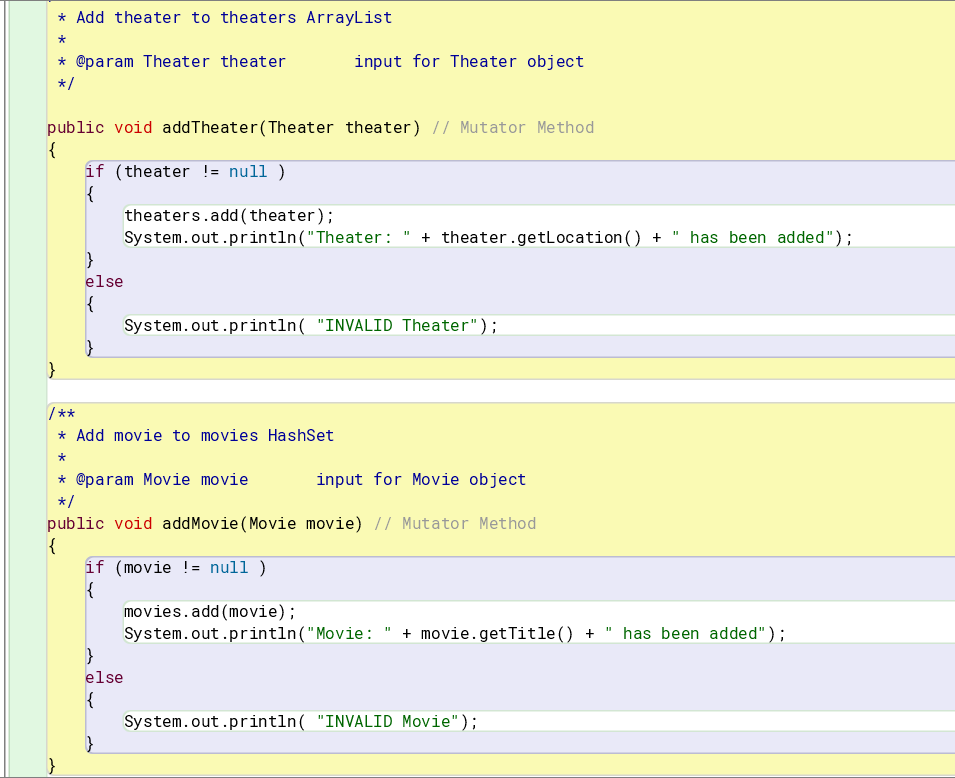 * Add theater to theaters ArrayList
 *
 * @param Theater theater       input for Theater object
 */
public void addTheater(Theater theater) // Mutator Method
{
    if (theater != null )
    {
        theaters.add(theater);
        System.out.println("Theater: " + theater.getLocation() + " has been added");
    }
    else
    {
        System.out.println( "INVALID Theater");
    }
}
/**
 * Add movie to movies HashSet
 *
 * @param Movie movie       input for Movie object
 */
public void addMovie(Movie movie) // Mutator Method
{
    if (movie != null )
    {
        movies.add(movie);
        System.out.println("Movie: " + movie.getTitle() + " has been added");
    }
    else
    {
        System.out.println( "INVALID Movie");
    }
}